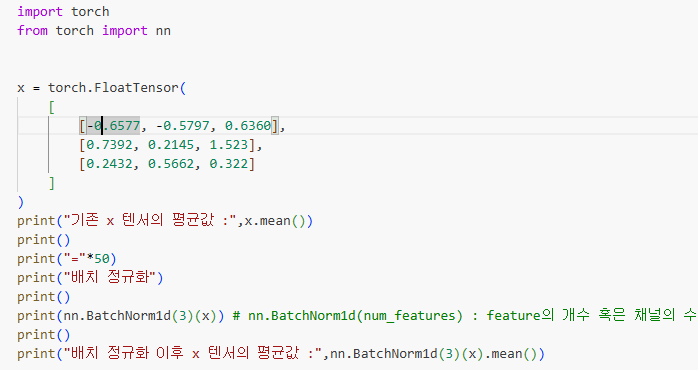 import torch
from torch import nn
x = torch.FloatTensor(
    [
        [-0.6577, -0.5797, 0.6360],
        [0.7392, 0.2145, 1.523],
        [0.2432, 0.5662, 0.322]
    ]
)
print("기존 x 텐서의 평균값 :",x.mean())
print()
print("="*50)
print("배치 정규화")
print()
print(nn.BatchNorm1d(3)(x)) # nn.BatchNorm1d(num_features) : feature의 개수 혹은 채널의 수
print()
print("배치 정규화 이후 x 텐서의 평균값 :",nn.BatchNorm1d(3)(x).mean())